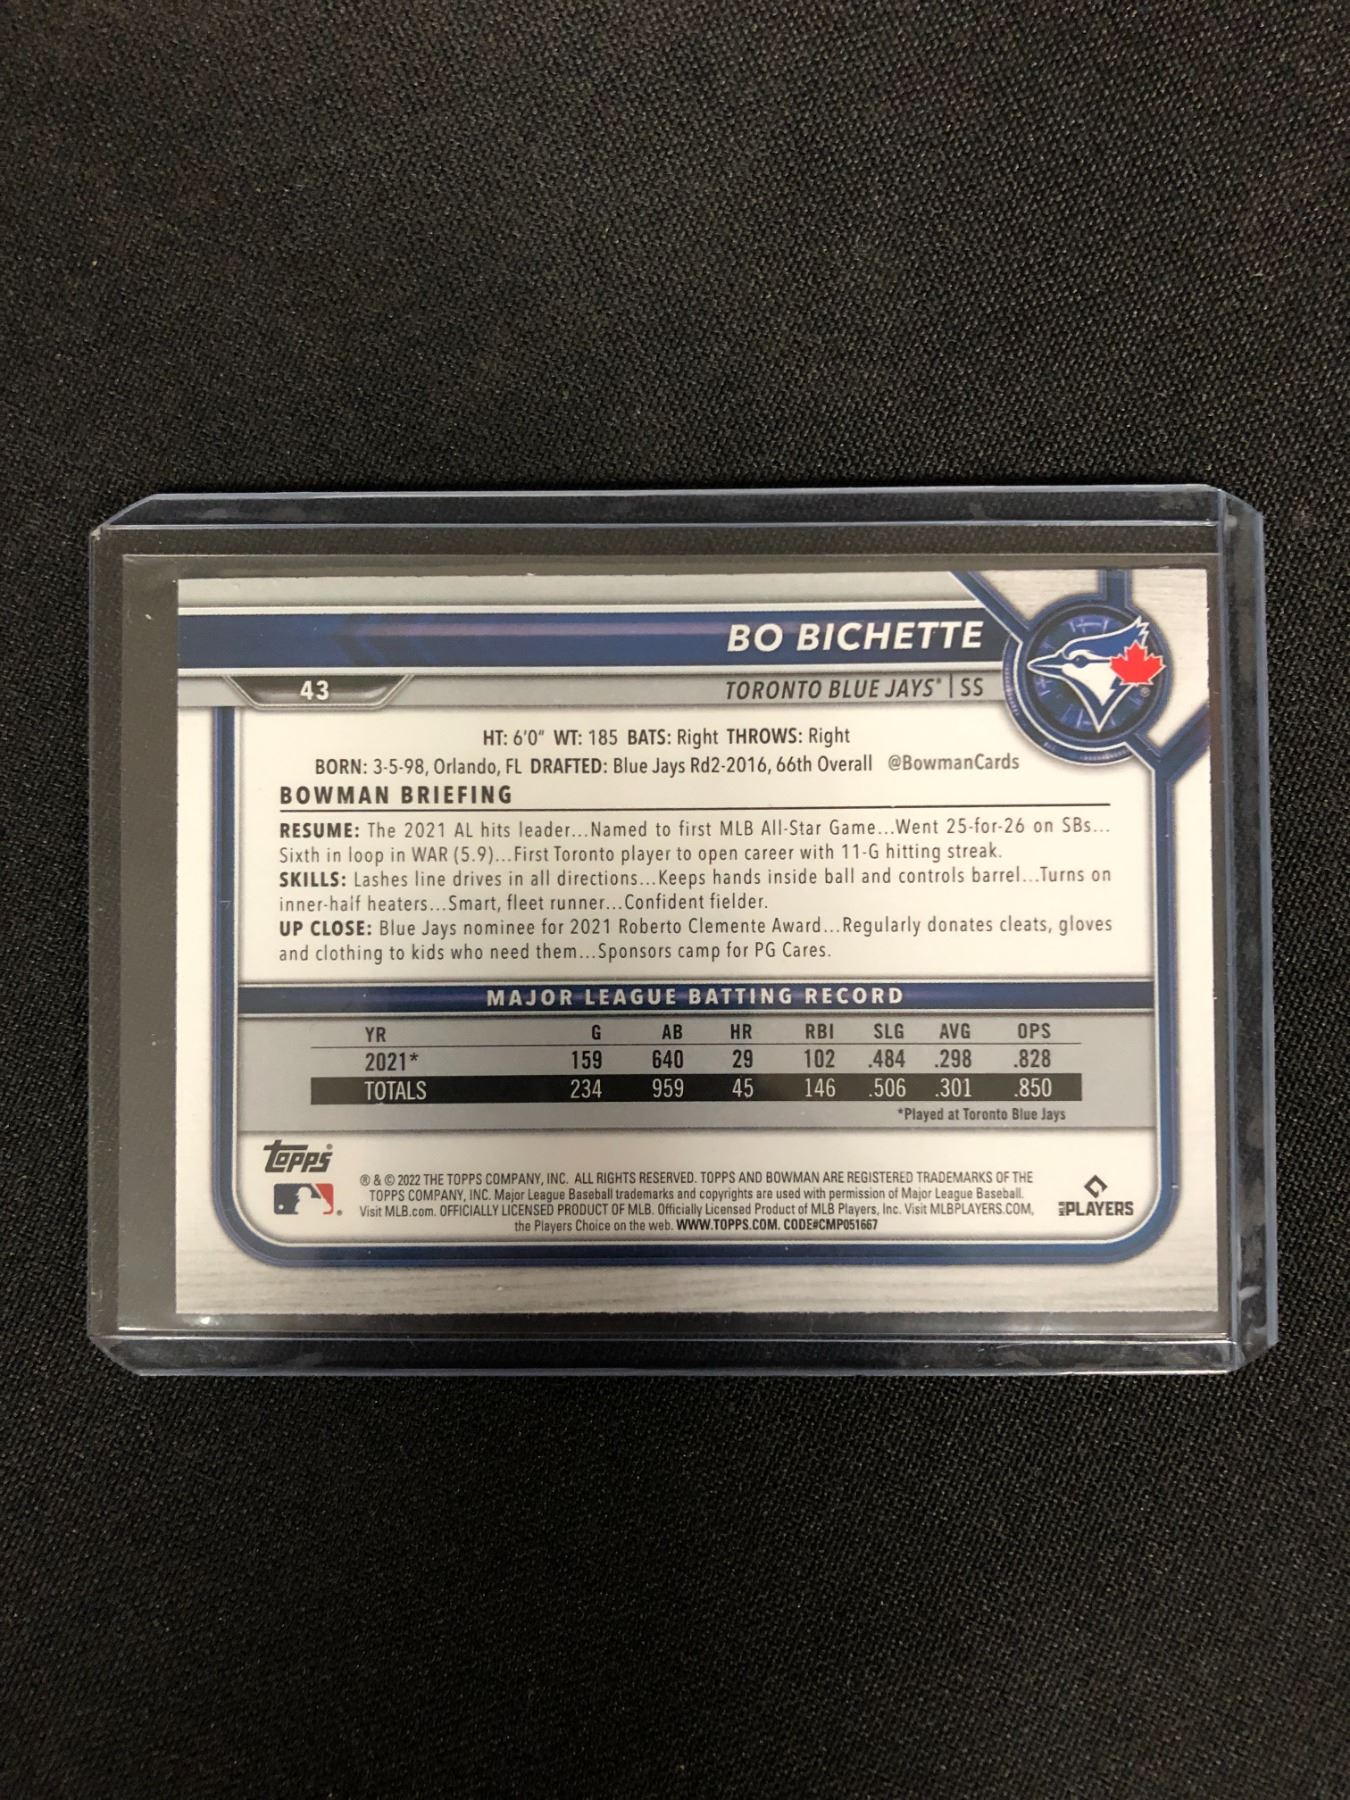 BO BICHETTE
43
TORONTO BLUE JAYS® | SS
HT: 6'0" WT: 185 BATS: Right THROWS: Right
BORN: 3-5-98, Orlando, FL DRAFTED: Blue Jays Rd2-2016, 66th Overall @BowmanCards
BOWMAN BRIEFING
RESUME: The 2021 AL hits leader...Named to first MLB All-Star Game...Went 25-for-26 on SBs...
Sixth in loop in WAR (5.9)...First Toronto player to open career with 11-G hitting streak.
SKILLS: Lashes line drives in all directions...Keeps hands inside ball and controls barrel...Turns on
inner-half heaters...Smart, fleet runner...Confident fielder.
UP CLOSE: Blue Jays nominee for 2021 Roberto Clemente Award...Regularly donates cleats, gloves
and clothing to kids who need them...Sponsors camp for PG Cares.
MAJOR LEAGUE BATTING RECORD
YR G AB HR RBI SLG AVG OPS
2021* 159 640 29 102 .484 .298 .828
TOTALS 234 959 45 146 .506 .301 .850
*Played at Toronto Blue Jays
topps®
® & © 2022 THE TOPPS COMPANY, INC. ALL RIGHTS RESERVED. TOPPS AND BOWMAN ARE REGISTERED TRADEMARKS OF THE
TOPPS COMPANY, INC. Major League Baseball trademarks and copyrights are used with permission of Major League Baseball.
Visit MLB.com. OFFICIALLY LICENSED PRODUCT OF MLB. Officially Licensed Product of MLB Players, Inc. Visit MLBPLAYERS.COM,
the Players Choice on the web. WWW.TOPPS.COM. CODE#CMP051667
MLB PLAYERS